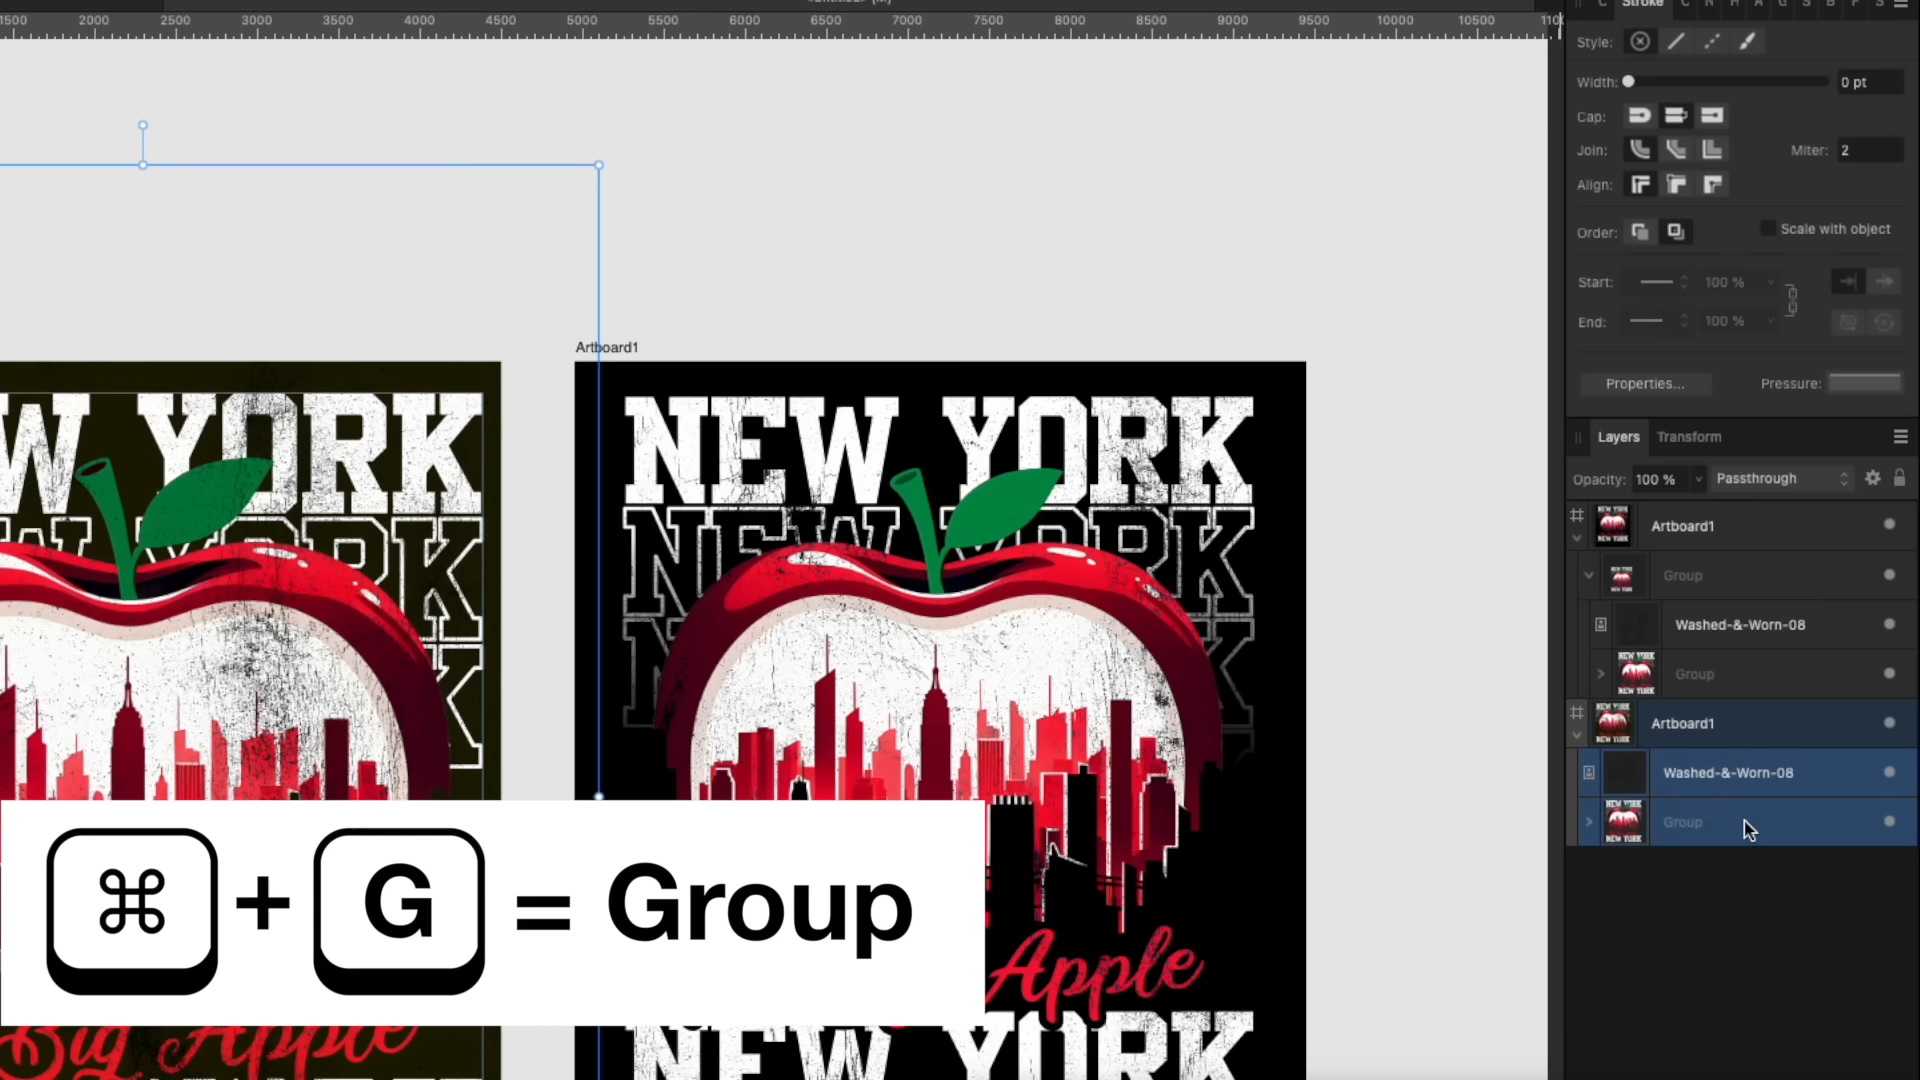 1500 2000 2500 3000 3500 4000 4500 5000 5500 6000 6500 7000 7500 8000 8500 9000 9500 10000 10500
Stroke
Style:
Width: 0 pt
Cap:
Join: Miter: 2
Align:
Order: Scale with object
Start: 100 %
End: 100 %
Properties... Pressure:
Layers Transform
Opacity: 100 % Passthrough
Artboard1
Group
Washed-&-Worn-08
Group
Artboard1
Washed-&-Worn-08
Group
Artboard1
W YORK
W YORK
K
Big Apple
NEW YORK
NEW YORK
N
Apple
NEW YORK
⌘ + G = Group